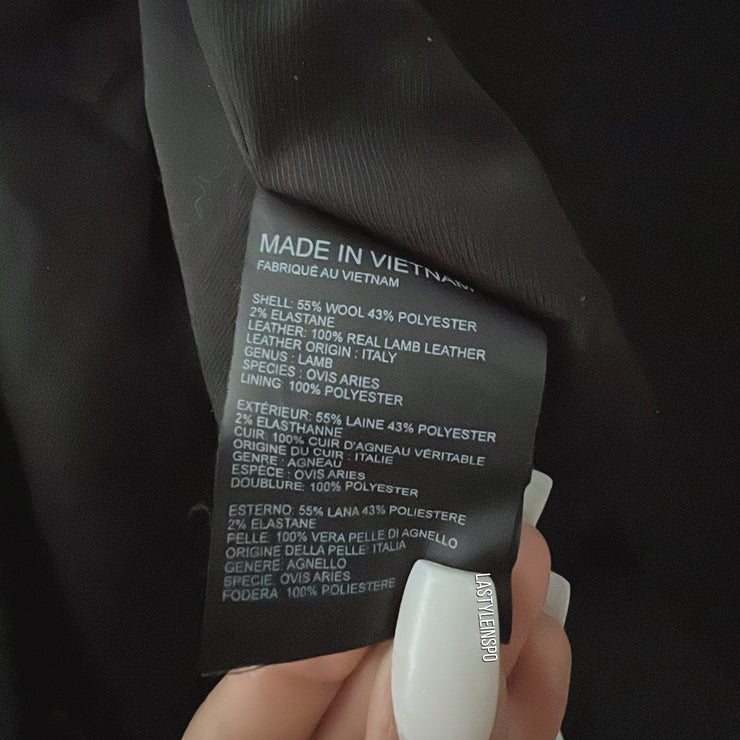 MADE IN VIETNAM
FABRIQUÉ AU VIETNAM
SHELL: 55% WOOL 43% POLYESTER
2% ELASTANE
LEATHER: 100% REAL LAMB LEATHER
LEATHER ORIGIN : ITALY
GENUS : LAMB
SPECIES : OVIS ARIES
LINING: 100% POLYESTER
EXTÉRIEUR: 55% LAINE 43% POLYESTER
2% ELASTHANNE
CUIR: 100% CUIR D'AGNEAU VÉRITABLE
ORIGINE DU CUIR : ITALIE
GENRE : AGNEAU
ESPÈCE : OVIS ARIES
DOUBLURE: 100% POLYESTER
ESTERNO: 55% LANA 43% POLIESTERE
2% ELASTANE
PELLE: 100% VERA PELLE DI AGNELLO
ORIGINE DELLA PELLE: ITALIA
GENERE: AGNELLO
SPECIE: OVIS ARIES
FODERA: 100% POLIESTERE
LASTYLENSPO